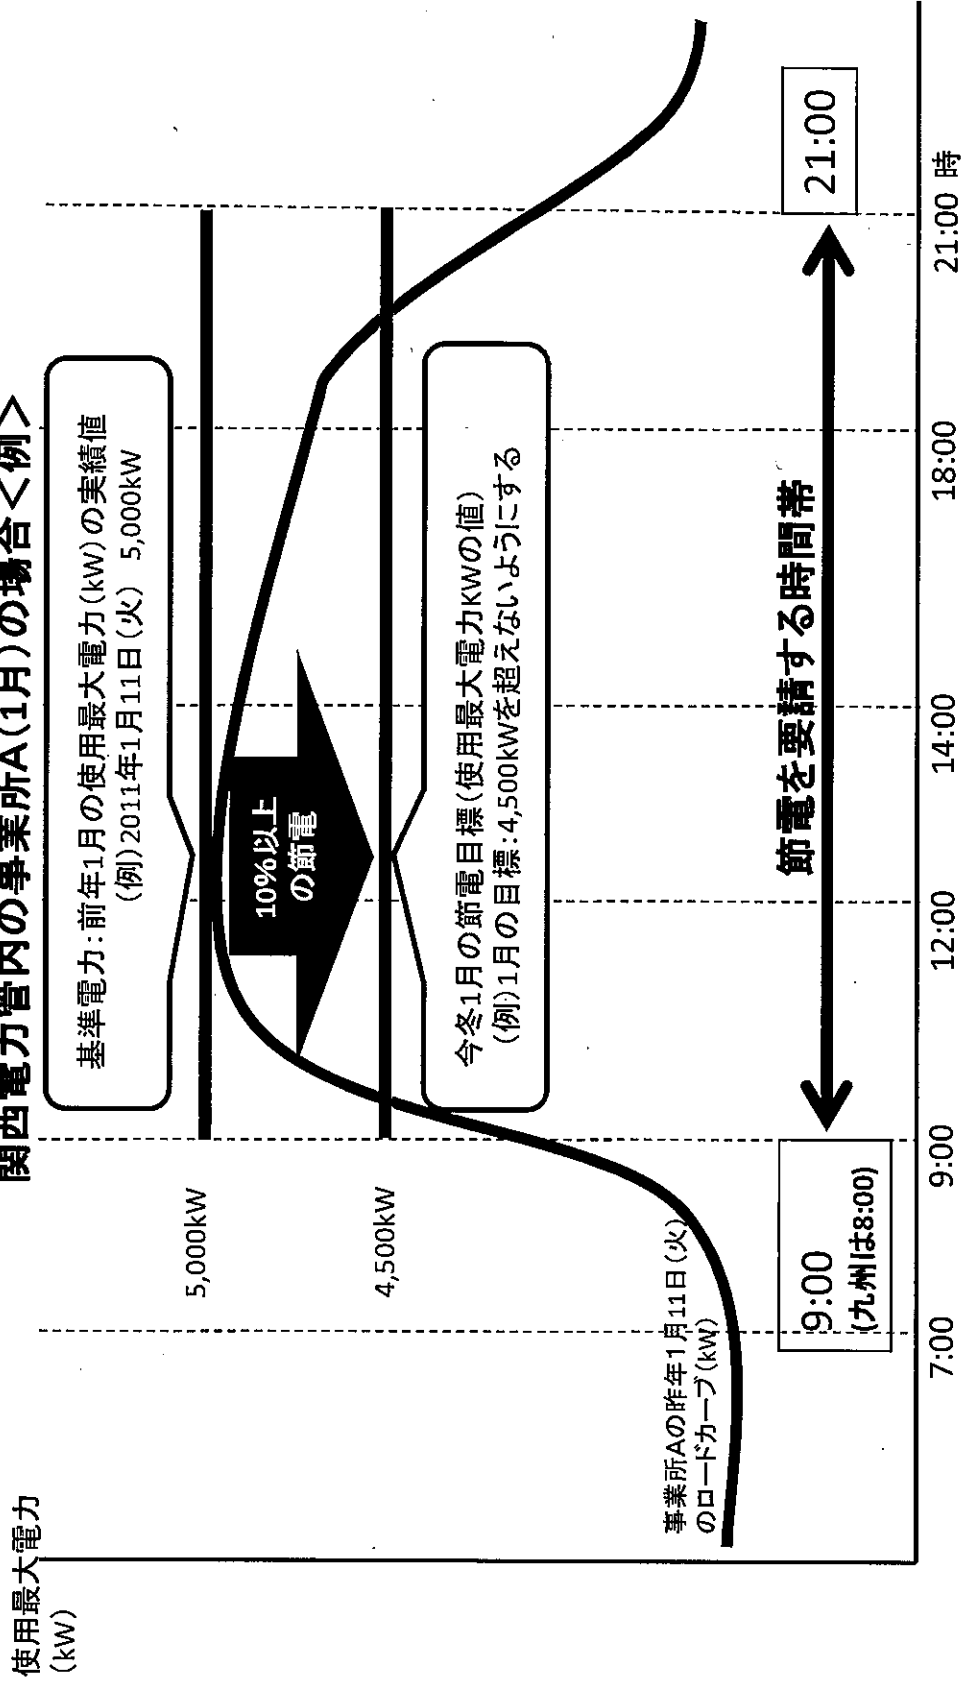 関西電力管内の事業所A(1月)の場合＜例＞
使用最大電力
(kW)
基準電力:前年1月の使用最大電力(kW)の実績値
(例)2011年1月11日(火) 5,000kW
5,000kW
10%以上
の節電
4,500kW
今冬1月の節電目標(使用最大電力KWの値)
(例)1月の目標:4,500kWを超えないようにする
事業所Aの昨年1月11日(火)
のロードカーブ(kW)
節電を要請する時間帯
9:00
(九州は8:00)
21:00
7:00
9:00
12:00
14:00
18:00
21:00 時